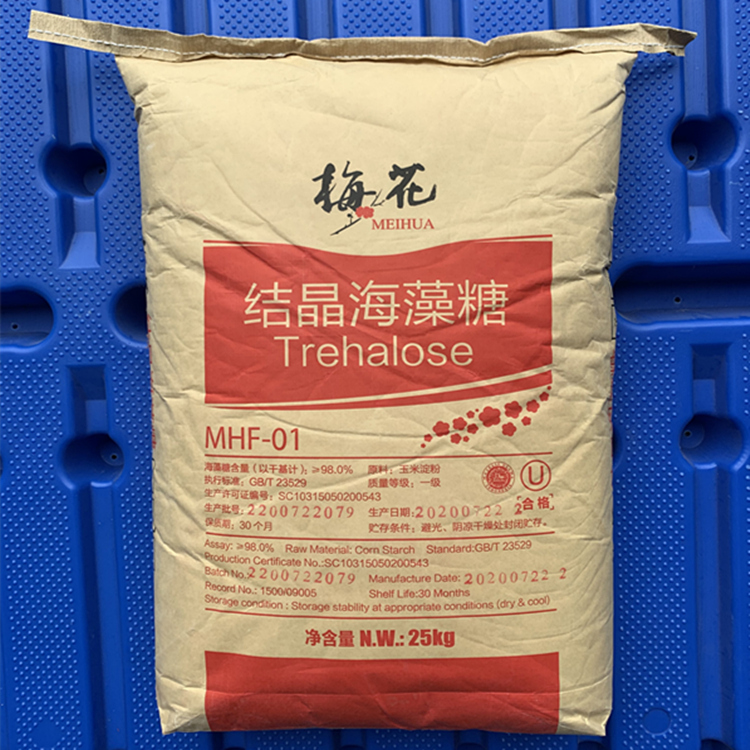 梅花
MEIHUA
结晶海藻糖
Trehalose
MHF-01
海藻糖含量（以干基计）：≥98.0% 原料：玉米淀粉
执行标准：GB/T 23529 质量等级：一级
生产许可证编号：SC10315050200543
生产批号：2200722079 生产日期：20200722 2
合格
保质期：30个月 贮存条件：避光、阴凉干燥处封闭贮存。
Assay: ≥98.0% Raw Material: Corn Starch Standard:GB/T 23529
Production Certificate No.:SC10315050200543
Batch No. 2200722079 Manufacture Date: 20200722 2
Record No.: 1500/09005 Shelf Life:30 Months
Storage condition : Storage stability at appropriate conditions (dry & cool)
净含量 N.W.: 25kg